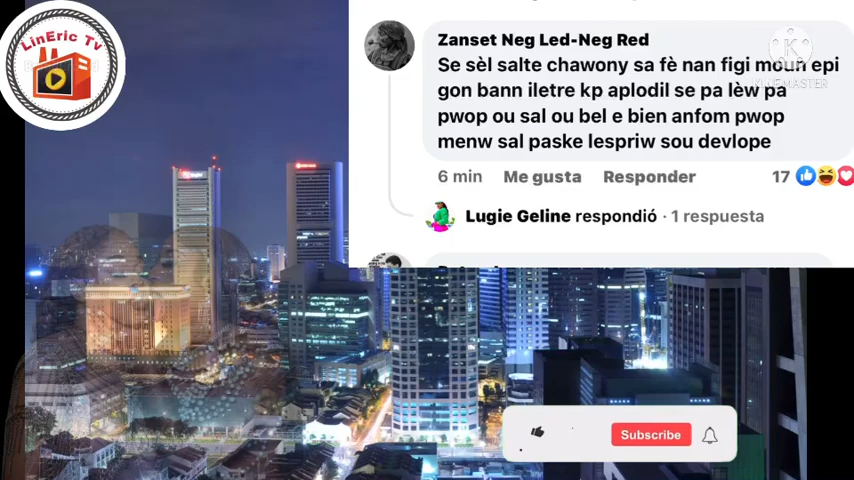 LinEric Tv
Zanset Neg Led-Neg Red
Se sèl salte chawony sa fè nan figi moun epi
gon bann iletre kp aplodil se pa lèw pa
pwop ou sal ou bel e bien anfom pwop
menw sal paske lespriw sou devlope
6 min Me gusta Responder 17
Lugie Geline respondió · 1 respuesta
KINEMASTER
Subscribe